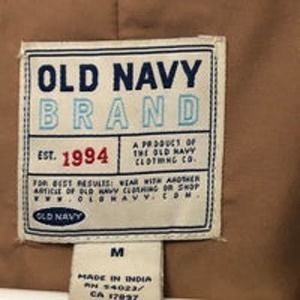 OLD NAVY
BRAND
EST. 1994
A PRODUCT OF
THE OLD NAVY
CLOTHING CO.
FOR BEST RESULTS: WEAR WITH ANOTHER
ARTICLE OF OLD NAVY CLOTHING OR SHOP
WWW.OLDNAVY.COM.
OLD NAVY
M
MADE IN INDIA
RN 54023/
CA 17897